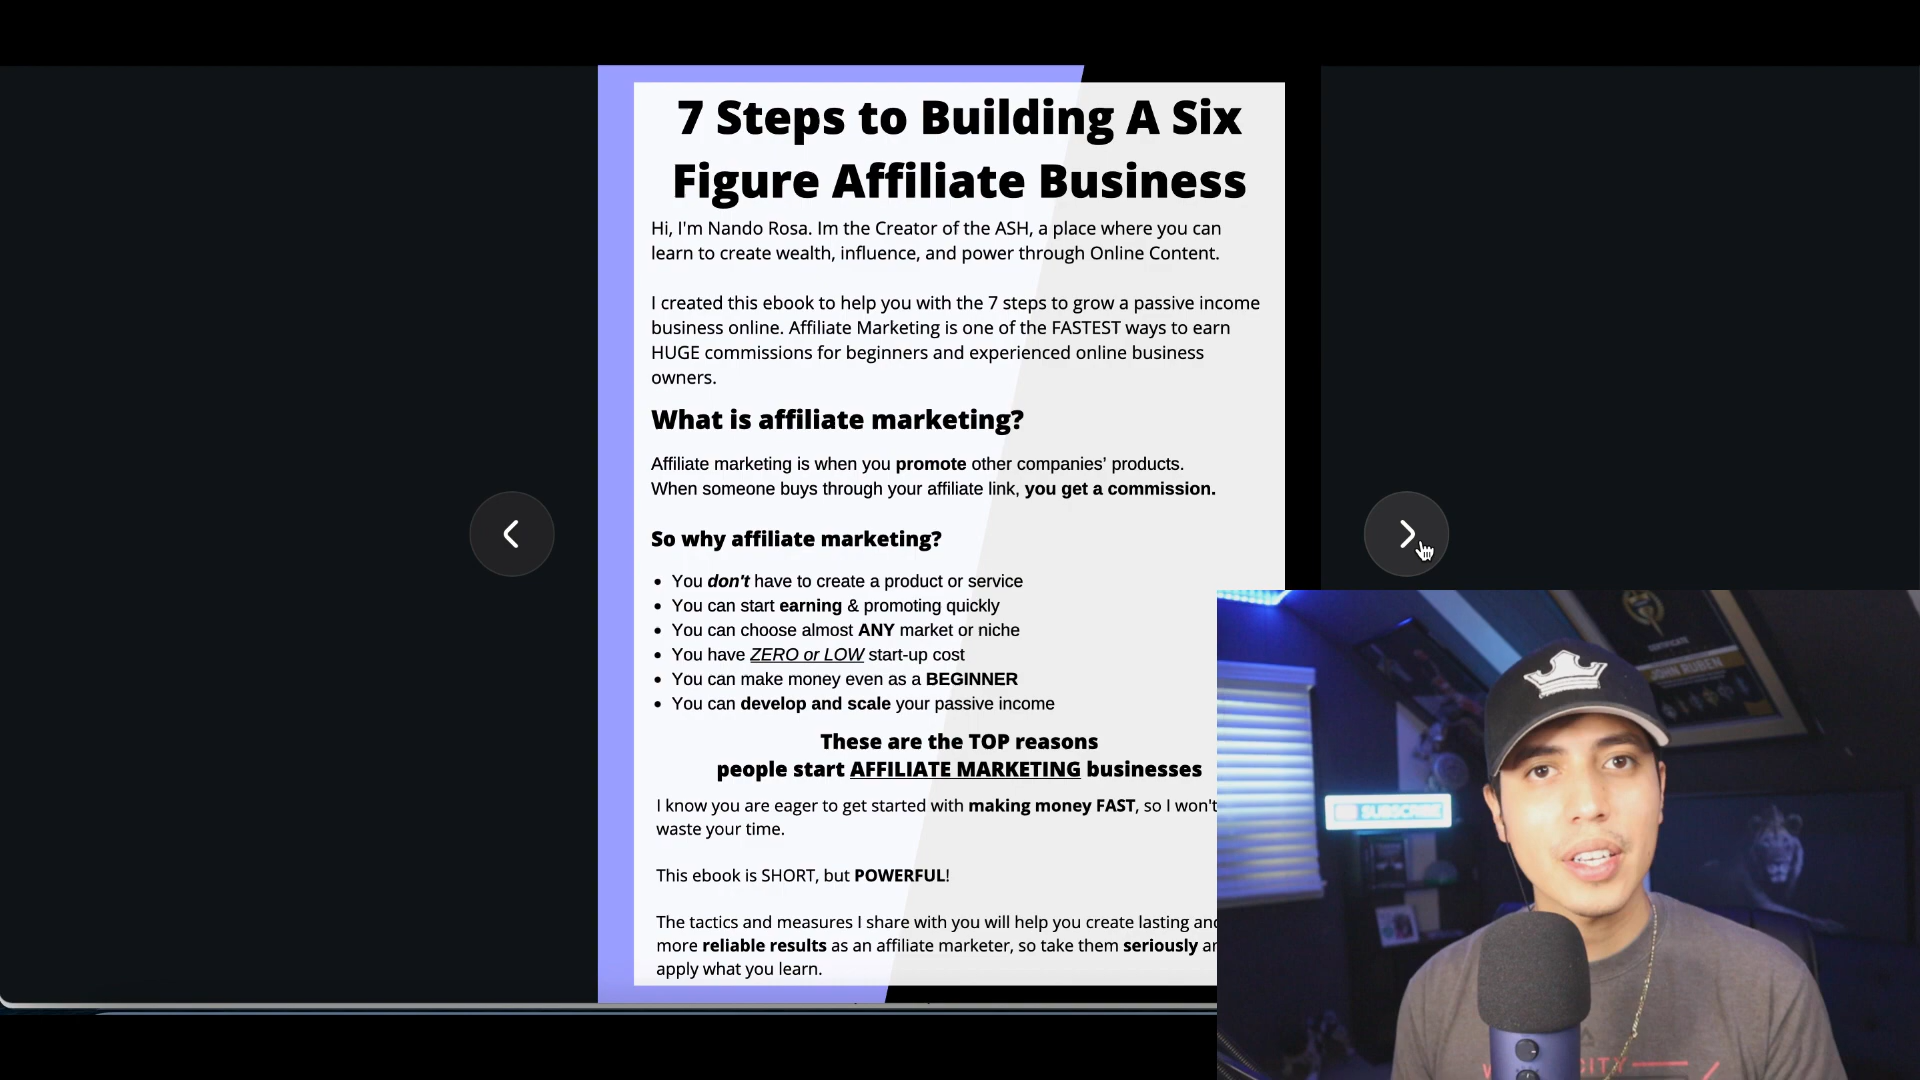 7 Steps to Building A Six
Figure Affiliate Business
Hi, I'm Nando Rosa. Im the Creator of the ASH, a place where you can
learn to create wealth, influence, and power through Online Content.
I created this ebook to help you with the 7 steps to grow a passive income
business online. Affiliate Marketing is one of the FASTEST ways to earn
HUGE commissions for beginners and experienced online business
owners.
What is affiliate marketing?
Affiliate marketing is when you promote other companies' products.
When someone buys through your affiliate link, you get a commission.
So why affiliate marketing?
• You don't have to create a product or service
• You can start earning & promoting quickly
• You can choose almost ANY market or niche
• You have ZERO or LOW start-up cost
• You can make money even as a BEGINNER
• You can develop and scale your passive income
These are the TOP reasons
people start AFFILIATE MARKETING businesses
I know you are eager to get started with making money FAST, so I won't
waste your time.
This ebook is SHORT, but POWERFUL!
The tactics and measures I share with you will help you create lasting and
more reliable results as an affiliate marketer, so take them seriously
apply what you learn.
CERTIFICATE
JOHN RUBEN
SUBSCRIBE